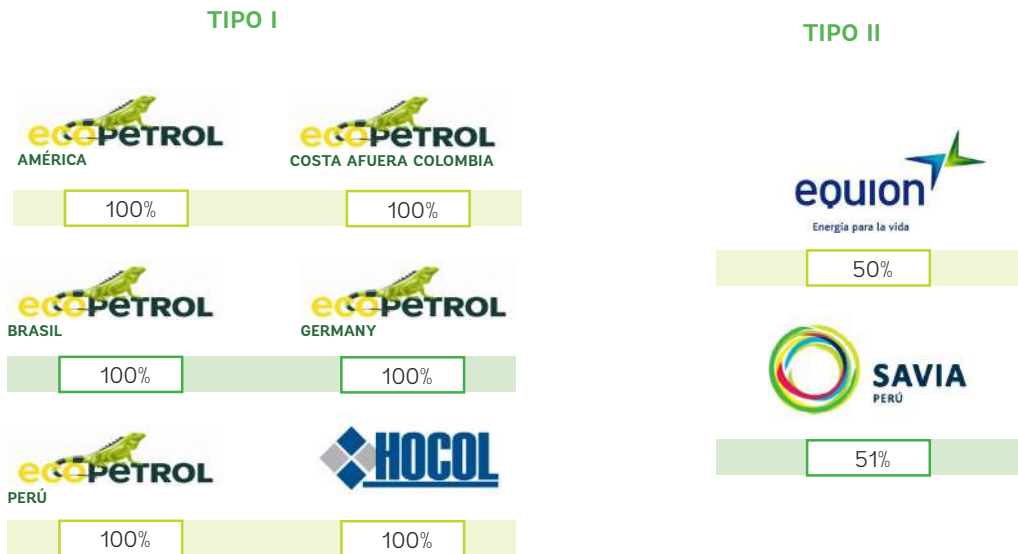 TIPO I
ecopetrol
AMÉRICA
100%
ecopetrol
COSTA AFUERA COLOMBIA
100%
ecopetrol
BRASIL
100%
ecopetrol
GERMANY
100%
ecopetrol
PERÚ
100%
HOCOL
100%
TIPO II
equion
Energía para la vida
50%
SAVIA
PERÚ
51%